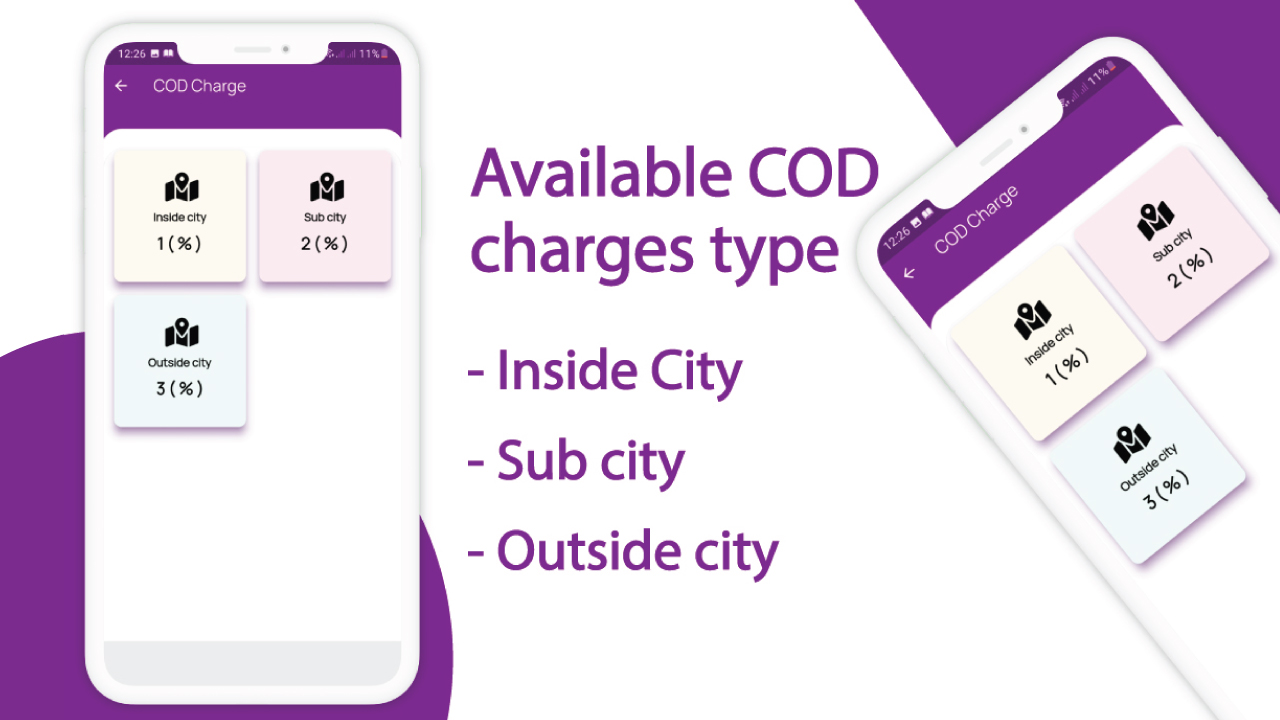 12:26
11%
COD Charge
Inside city
1 ( % )
Sub city
2 ( % )
Outside city
3 ( % )
Available COD
charges type
- Inside City
- Sub city
- Outside city
12:26
11%
COD Charge
Inside city
1 ( % )
Sub city
2 ( % )
Outside city
3 ( % )